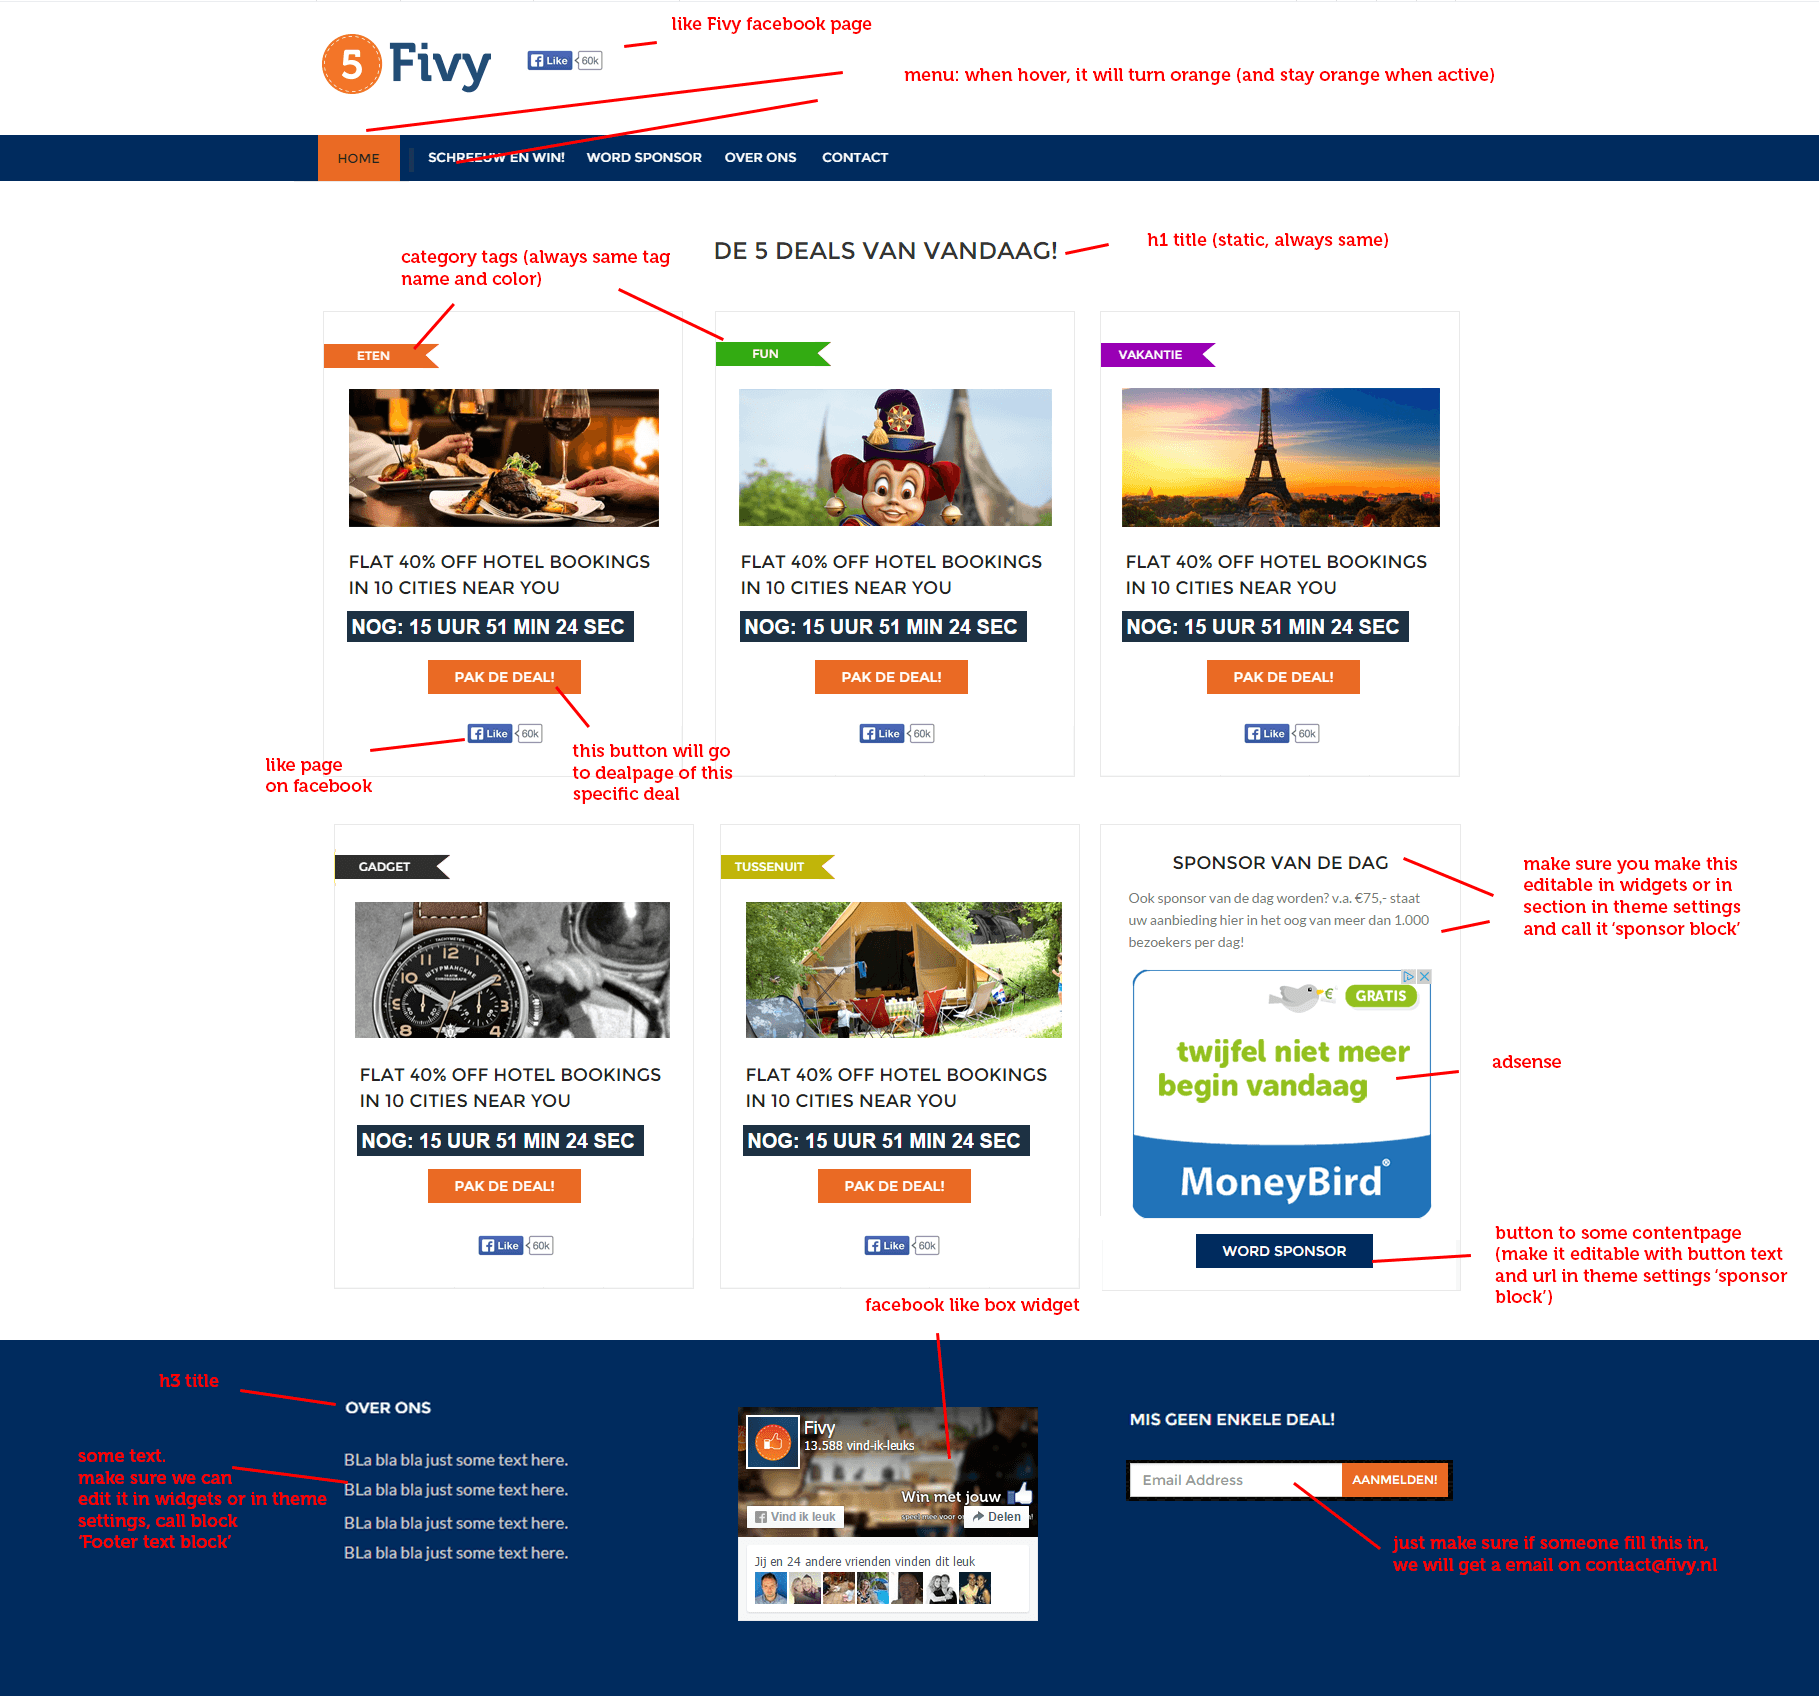 like Fivy facebook page
5 Fivy
Like 60k
menu: when hover, it will turn orange (and stay orange when active)
HOME SCHREEUW EN WIN! WORD SPONSOR OVER ONS CONTACT
DE 5 DEALS VAN VANDAAG!
h1 title (static, always same)
category tags (always same tag
name and color)
ETEN
FUN
VAKANTIE
FLAT 40% OFF HOTEL BOOKINGS
IN 10 CITIES NEAR YOU
NOG: 15 UUR 51 MIN 24 SEC
PAK DE DEAL!
Like 60k
FLAT 40% OFF HOTEL BOOKINGS
IN 10 CITIES NEAR YOU
NOG: 15 UUR 51 MIN 24 SEC
PAK DE DEAL!
Like 60k
FLAT 40% OFF HOTEL BOOKINGS
IN 10 CITIES NEAR YOU
NOG: 15 UUR 51 MIN 24 SEC
PAK DE DEAL!
Like 60k
like page
on facebook
this button will go
to dealpage of this
specific deal
GADGET
TACHYMETER
ШТУРМАНСКИЕ
FLAT 40% OFF HOTEL BOOKINGS
IN 10 CITIES NEAR YOU
NOG: 15 UUR 51 MIN 24 SEC
PAK DE DEAL!
Like 60k
TUSSENUIT
FLAT 40% OFF HOTEL BOOKINGS
IN 10 CITIES NEAR YOU
NOG: 15 UUR 51 MIN 24 SEC
PAK DE DEAL!
Like 60k
SPONSOR VAN DE DAG
Ook sponsor van de dag worden? v.a. €75,- staat
uw aanbieding hier in het oog van meer dan 1.000
bezoekers per dag!
€ GRATIS
twijfel niet meer
begin vandaag
MoneyBird®
WORD SPONSOR
make sure you make this
editable in widgets or in
section in theme settings
and call it ‘sponsor block’
adsense
button to some contentpage
(make it editable with button text
and url in theme settings ‘sponsor
block’)
facebook like box widget
h3 title
OVER ONS
some text.
make sure we can
edit it in widgets or in theme
settings, call block
‘Footer text block’
BLa bla bla just some text here.
BLa bla bla just some text here.
BLa bla bla just some text here.
BLa bla bla just some text here.
Fivy
13.588 vind-ik-leuks
Win met jouw
Vind ik leuk
Delen
Jij en 24 andere vrienden vinden dit leuk
MIS GEEN ENKELE DEAL!
Email Address
AANMELDEN!
just make sure if someone fill this in,
we will get a email on contact@fivy.nl